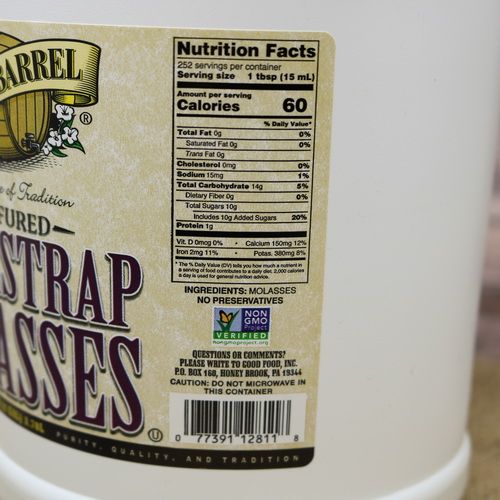 BARREL
®
of Tradition
FURED
STRAP
ASSES
PURITY, QUALITY, AND TRADITION
Nutrition Facts
252 servings per container
Serving size 1 tbsp (15 mL)
Amount per serving
Calories 60
% Daily Value*
Total Fat 0g 0%
Saturated Fat 0g 0%
Trans Fat 0g
Cholesterol 0mg 0%
Sodium 15mg 1%
Total Carbohydrate 14g 5%
Dietary Fiber 0g 0%
Total Sugars 10g
Includes 10g Added Sugars 20%
Protein 1g
Vit. D 0mcg 0% • Calcium 150mg 12%
Iron 2mg 11% • Potas. 380mg 8%
* The % Daily Value (DV) tells you how much a nutrient in
a serving of food contributes to a daily diet. 2,000 calories
a day is used for general nutrition advice.
INGREDIENTS: MOLASSES
NO PRESERVATIVES
NON
GMO
Project
VERIFIED
nongmoproject.org
QUESTIONS OR COMMENTS?
PLEASE WRITE TO GOOD FOOD, INC.
P.O. BOX 160, HONEY BROOK, PA 19344
CAUTION: DO NOT MICROWAVE IN
THIS CONTAINER
U
0 77391 12811 8